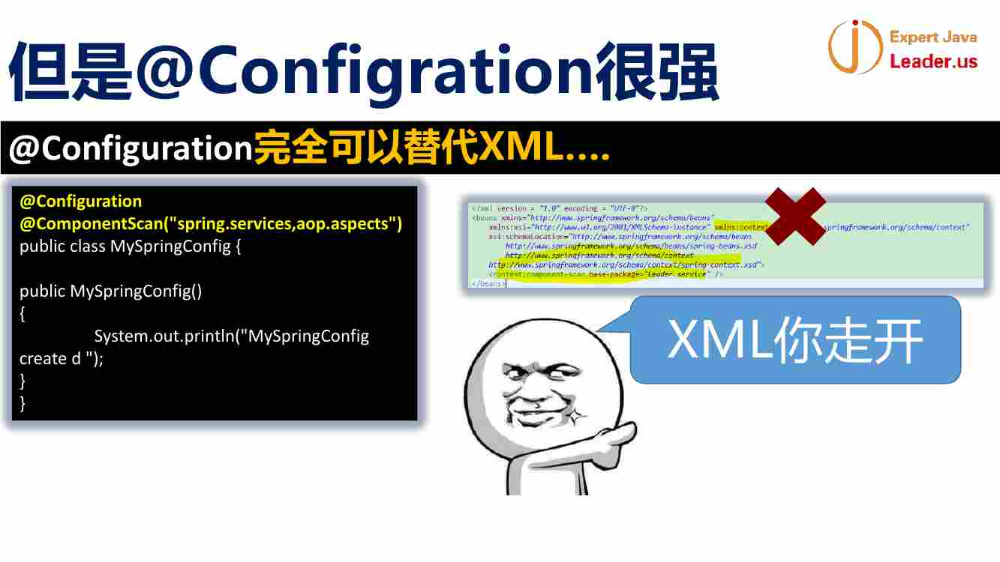 但是@Configration很强
Expert Java
Leader.us
@Configuration完全可以替代XML....
@Configuration
@ComponentScan("spring.services,aop.aspects")
public class MySpringConfig {
public MySpringConfig()
{
System.out.println("MySpringConfig
create d ");
}
}
<?xml version = "1.0" encoding = "UTF-8"?>
<beans xmlns="http://www.springframework.org/schema/beans"
xmlns:xsi="http://www.w3.org/2001/XMLSchema-instance" xmlns:context springframework.org/schema/context"
xsi:schemaLocation="http://www.springframework.org/schema/beans
http://www.springframework.org/schema/beans/spring-beans.xsd
http://www.springframework.org/schema/context
http://www.springframework.org/schema/context/spring-context.xsd">
<context:component-scan base-package="Leader.service" />
</beans>
XML你走开